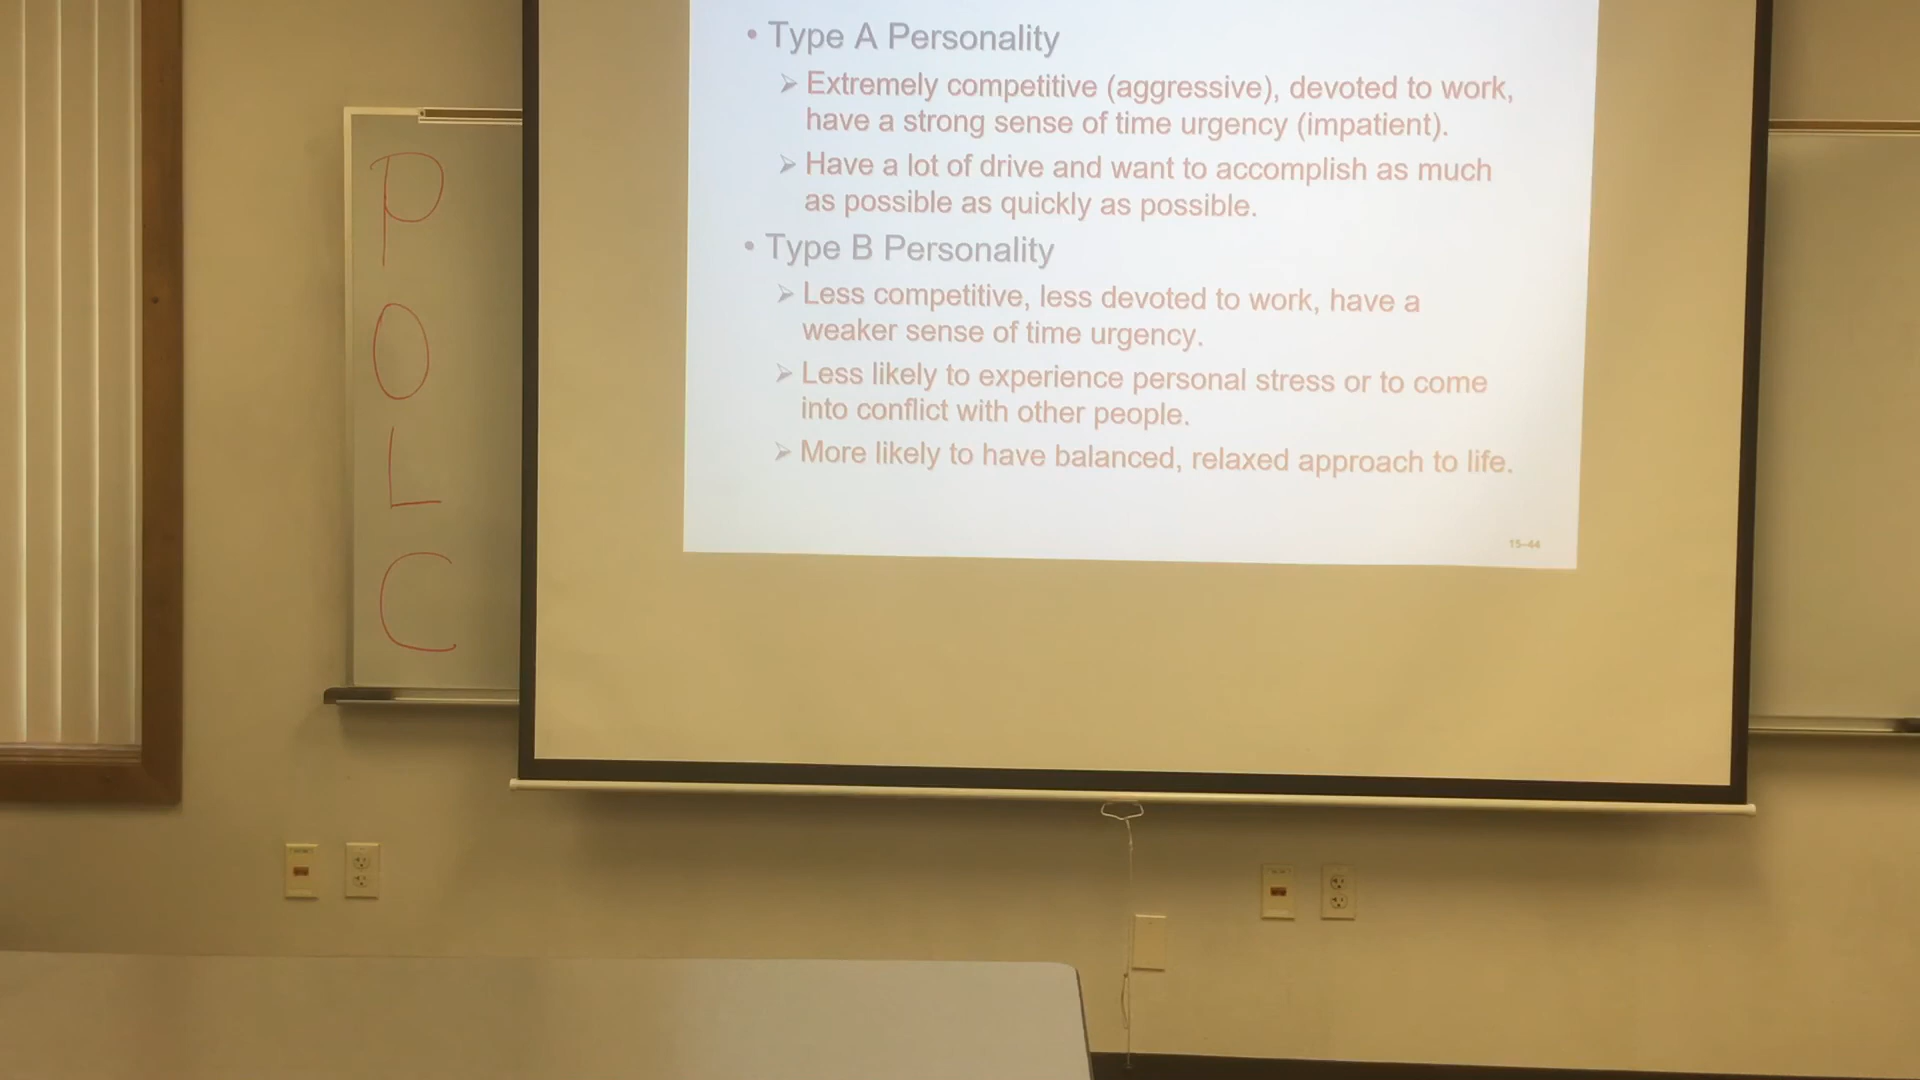 P
O
L
C
• Type A Personality
➢ Extremely competitive (aggressive), devoted to work,
have a strong sense of time urgency (impatient).
➢ Have a lot of drive and want to accomplish as much
as possible as quickly as possible.
• Type B Personality
➢ Less competitive, less devoted to work, have a
weaker sense of time urgency.
➢ Less likely to experience personal stress or to come
into conflict with other people.
➢ More likely to have balanced, relaxed approach to life.
15-44